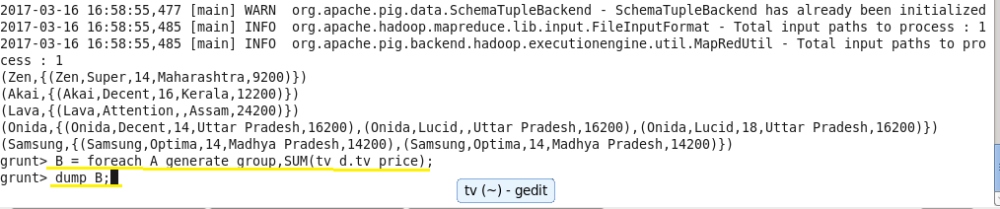 2017-03-16 16:58:55,477 [main] WARN  org.apache.pig.data.SchemaTupleBackend - SchemaTupleBackend has already been initialized
2017-03-16 16:58:55,485 [main] INFO  org.apache.hadoop.mapreduce.lib.input.FileInputFormat - Total input paths to process : 1
2017-03-16 16:58:55,485 [main] INFO  org.apache.pig.backend.hadoop.executionengine.util.MapRedUtil - Total input paths to pro
cess : 1
(Zen,{(Zen,Super,14,Maharashtra,9200)})
(Akai,{(Akai,Decent,16,Kerala,12200)})
(Lava,{(Lava,Attention,,Assam,24200)})
(Onida,{(Onida,Decent,14,Uttar Pradesh,16200),(Onida,Lucid,,Uttar Pradesh,16200),(Onida,Lucid,18,Uttar Pradesh,16200)})
(Samsung,{(Samsung,Optima,14,Madhya Pradesh,14200),(Samsung,Optima,14,Madhya Pradesh,14200)})
grunt> B = foreach A generate group,SUM(tv_d.tv_price);
grunt> dump B;
tv (~) - gedit